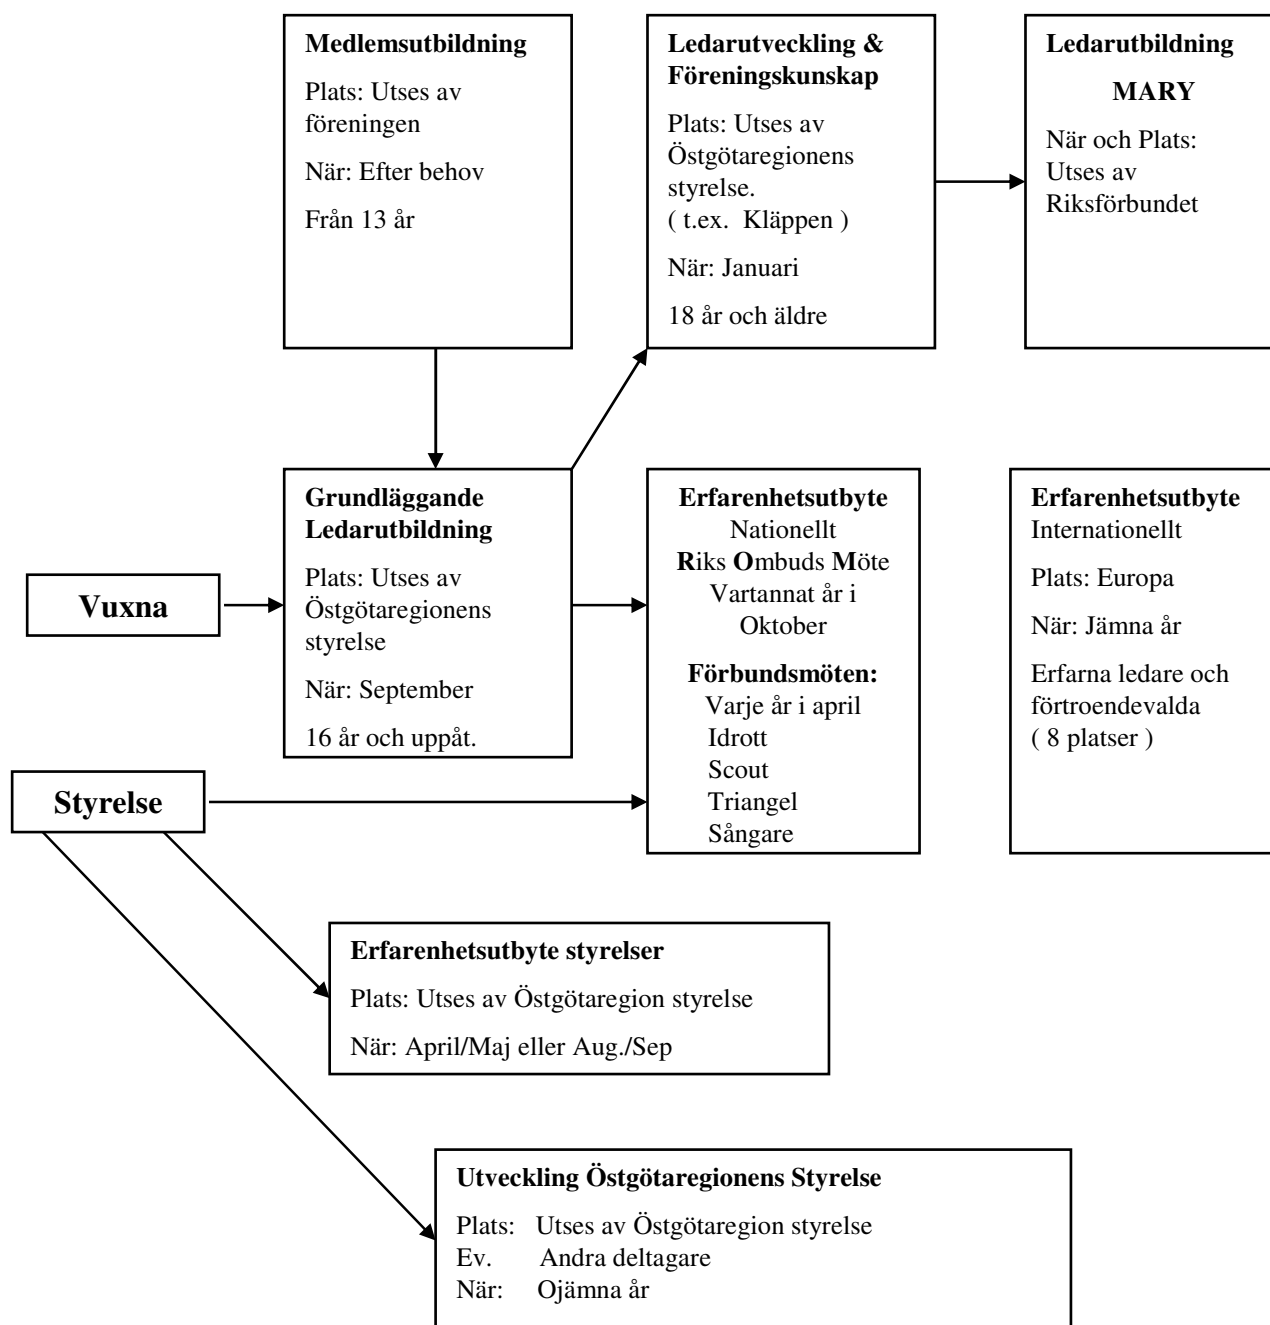 Medlemsutbildning
Plats: Utses av
föreningen
När: Efter behov
Från 13 år
Ledarutveckling &
Föreningskunskap
Plats: Utses av
Östgötaregionens
styrelse.
( t.ex. Kläppen )
När: Januari
18 år och äldre
Ledarutbildning
MARY
När och Plats:
Utses av
Riksförbundet
Vuxna
Grundläggande
Ledarutbildning
Plats: Utses av
Östgötaregionens
styrelse
När: September
16 år och uppåt.
Erfarenhetsutbyte
Nationellt
Riks Ombuds Möte
Vartannat år i
Oktober
Förbundsmöten:
Varje år i april
Idrott
Scout
Triangel
Sångare
Erfarenhetsutbyte
Internationellt
Plats: Europa
När: Jämna år
Erfarna ledare och
förtroendevalda
( 8 platser )
Styrelse
Erfarenhetsutbyte styrelser
Plats: Utses av Östgötaregion styrelse
När: April/Maj eller Aug./Sep
Utveckling Östgötaregionens Styrelse
Plats: Utses av Östgötaregion styrelse
Ev. Andra deltagare
När: Ojämna år